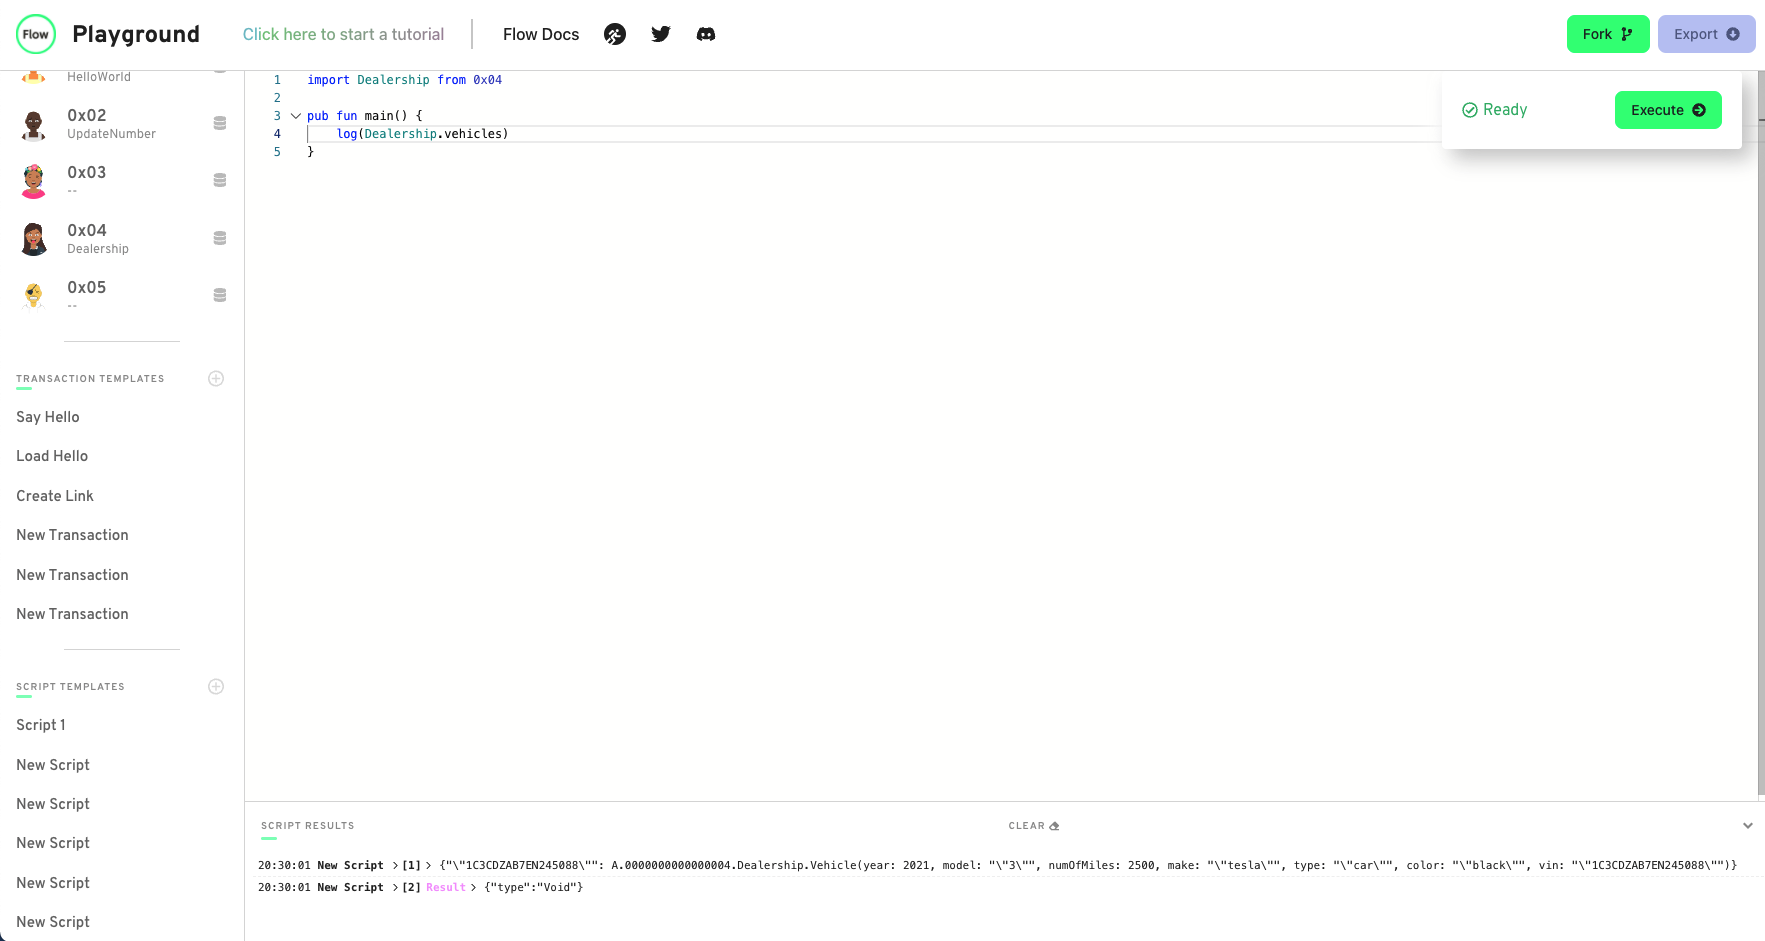 Flow Playground Click here to start a tutorial Flow Docs Fork Export
HelloWorld
0x02
UpdateNumber
0x03
--
0x04
Dealership
0x05
--
TRANSACTION TEMPLATES
Say Hello
Load Hello
Create Link
New Transaction
New Transaction
New Transaction
SCRIPT TEMPLATES
Script 1
New Script
New Script
New Script
New Script
New Script
1 import Dealership from 0x04
2
3 pub fun main() {
4 log(Dealership.vehicles)
5 }
Ready Execute
SCRIPT RESULTS CLEAR
20:30:01 New Script >[1]> {"\"1C3CDZAB7EN245088\"": A.0000000000000004.Dealership.Vehicle(year: 2021, model: "\"3\"", numOfMiles: 2500, make: "\"tesla\"", type: "\"car\"", color: "\"black\"", vin: "\"1C3CDZAB7EN245088\"")}
20:30:01 New Script >[2] Result > {"type":"Void"}